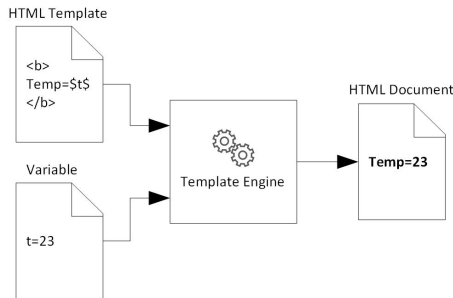 HTML Template
<b>
Temp=$t$
</b>
HTML Document
Temp=23
Template Engine
Variable
t=23